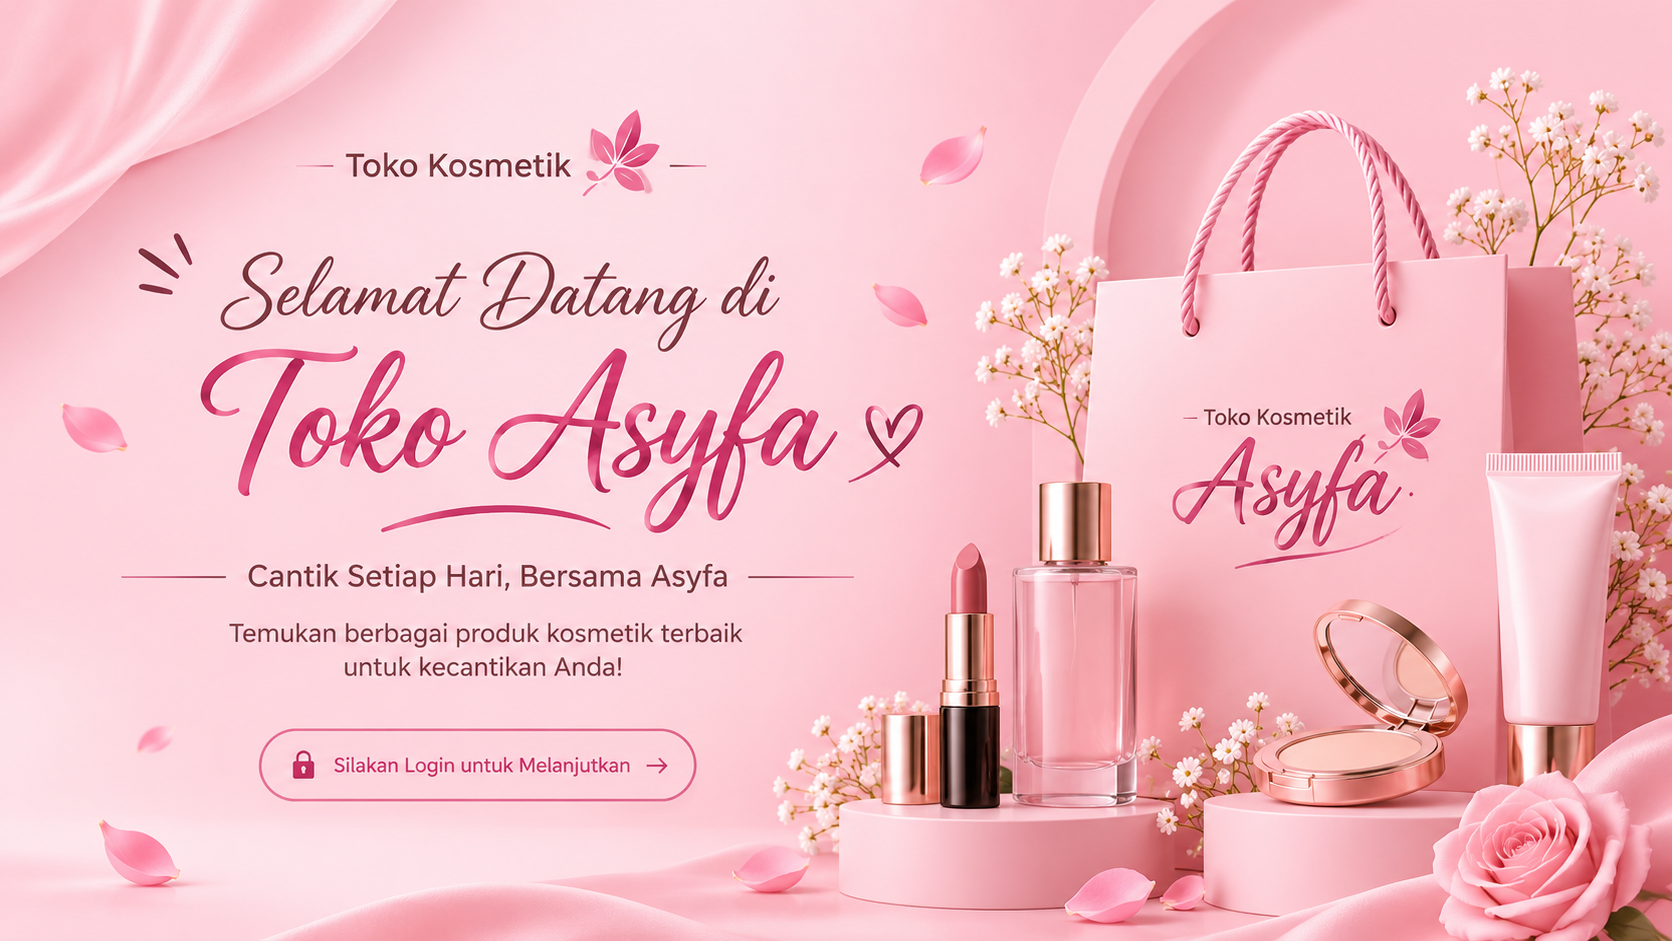 Toko Kosmetik
Selamat Datang di
Toko Asyfa
Cantik Setiap Hari, Bersama Asyfa
Temukan berbagai produk kosmetik terbaik
untuk kecantikan Anda!
Silakan Login untuk Melanjutkan →
Toko Kosmetik
Asyfa